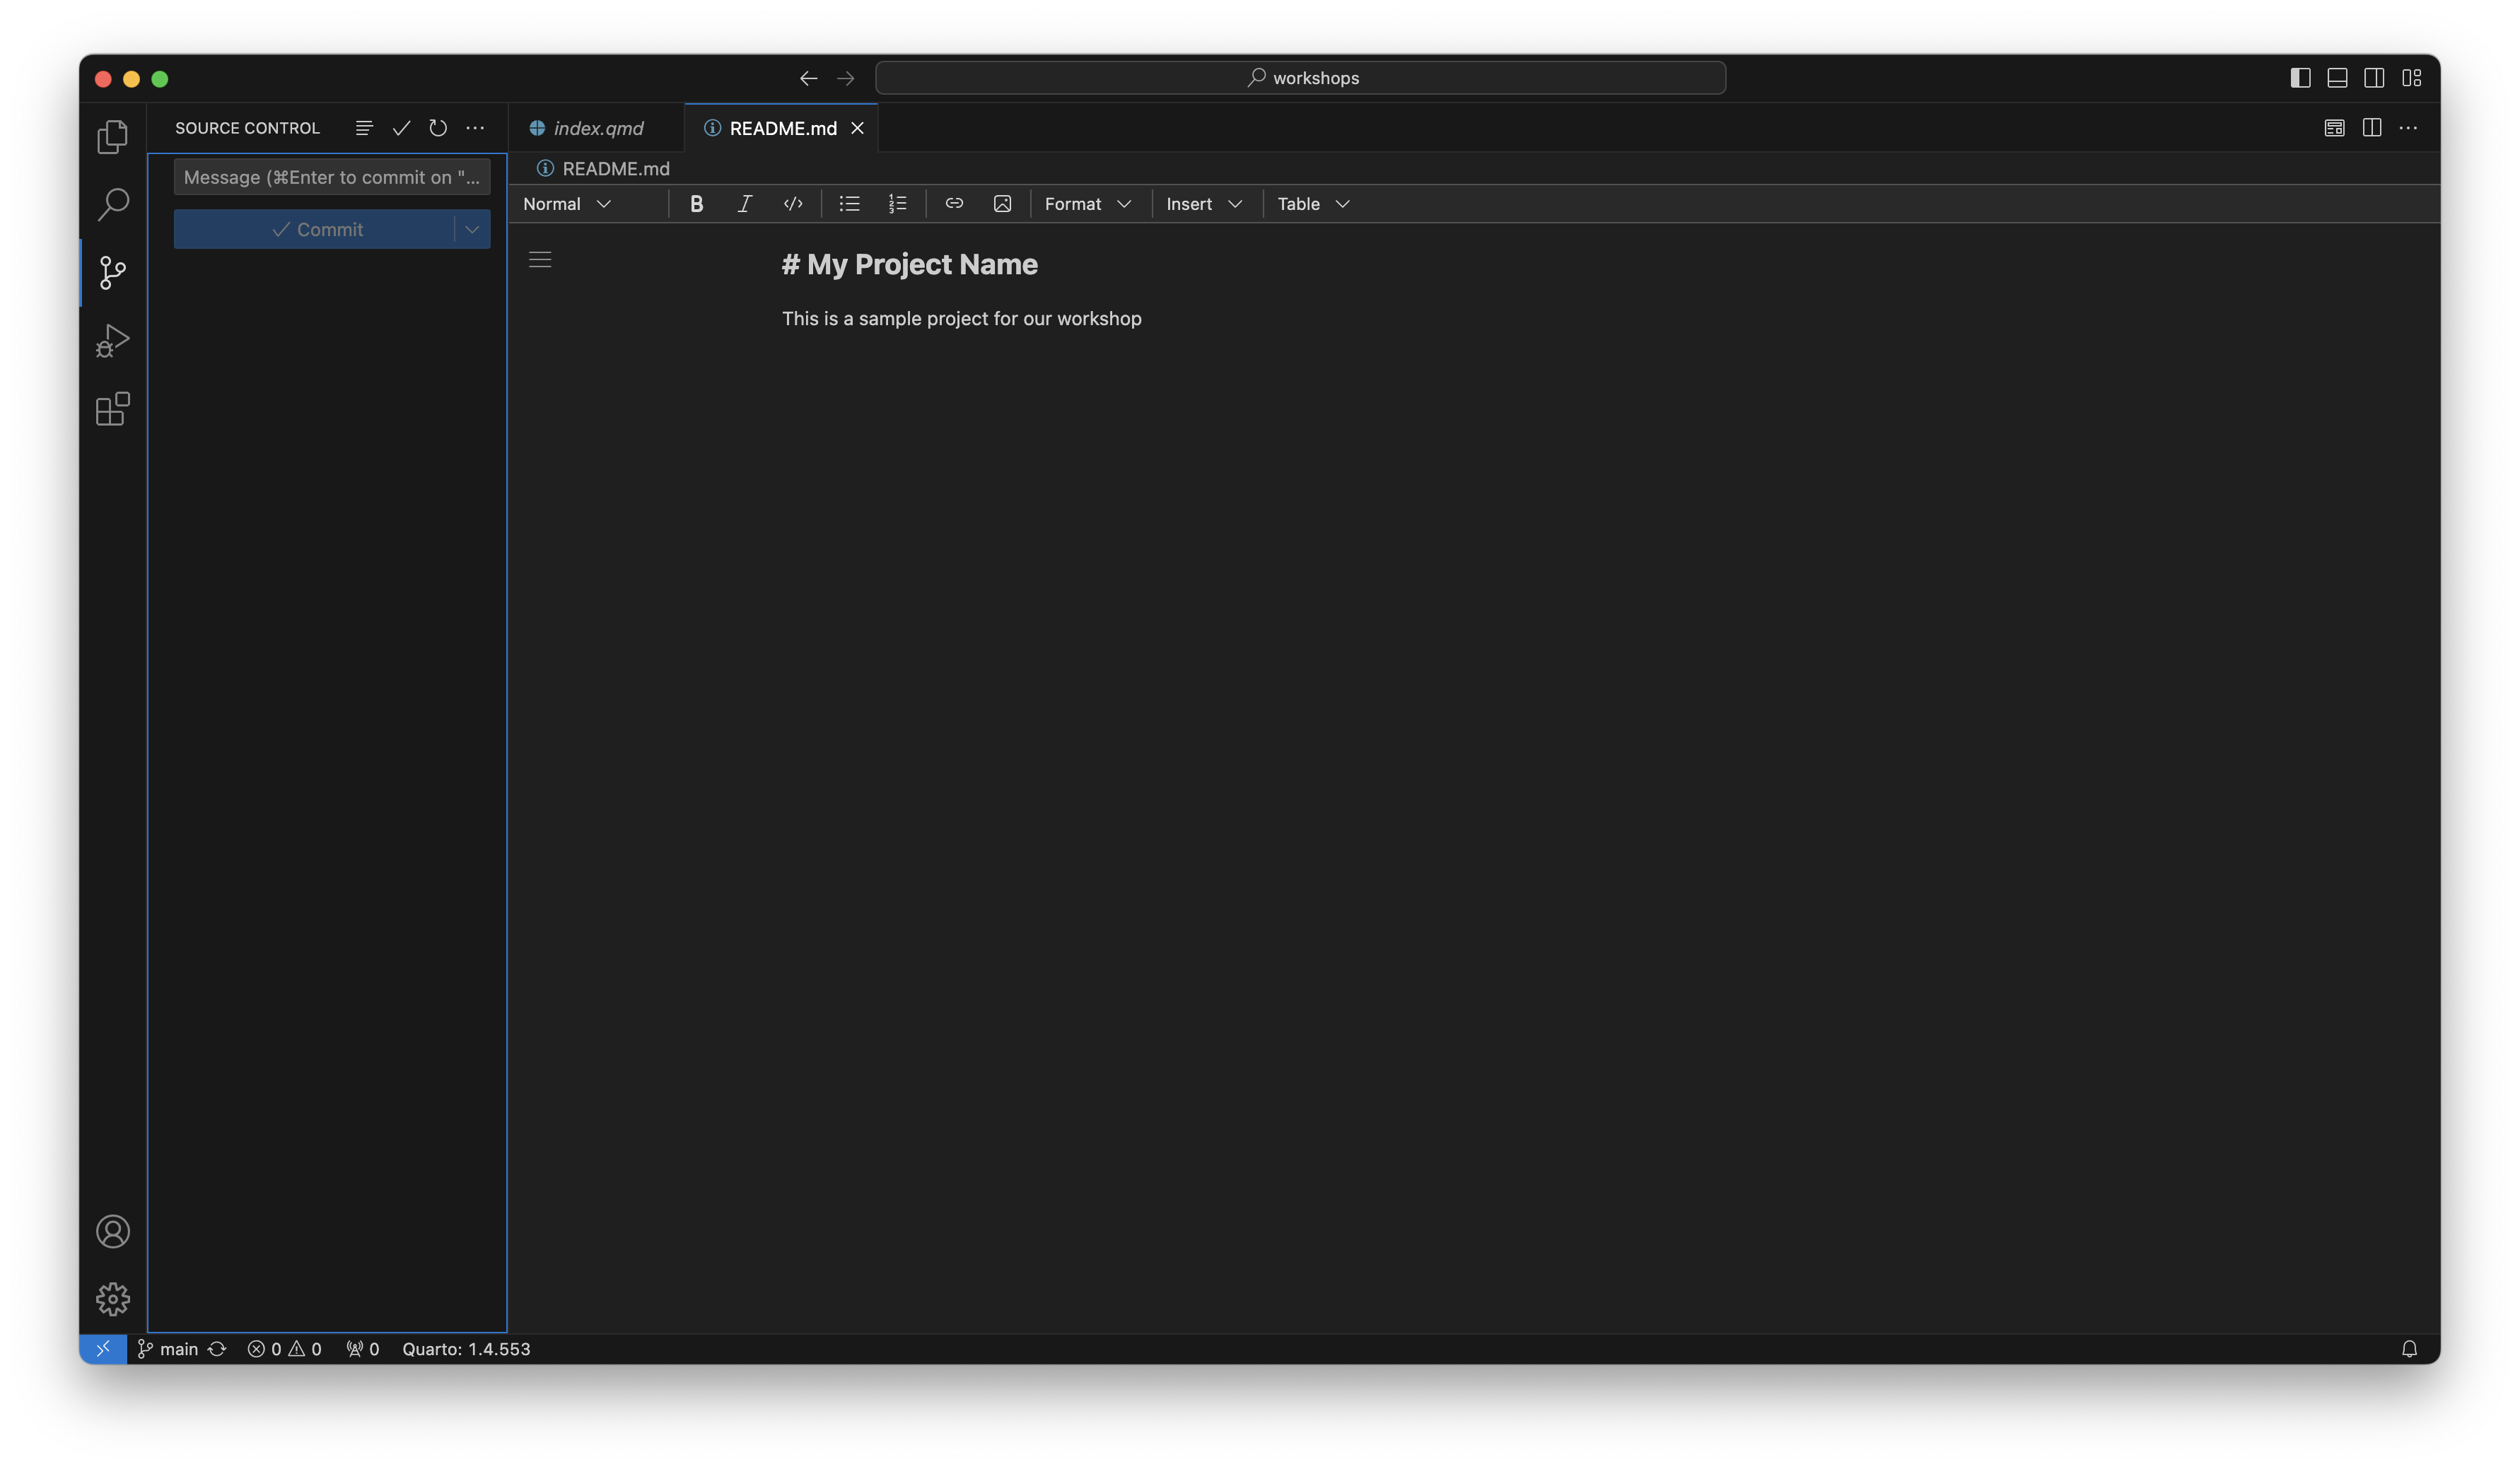 workshops
SOURCE CONTROL
Message (⌘Enter to commit on "...
Commit
index.qmd
README.md
README.md
Normal
B
I
Format
Insert
Table
# My Project Name
This is a sample project for our workshop
main
0
0
0
Quarto: 1.4.553